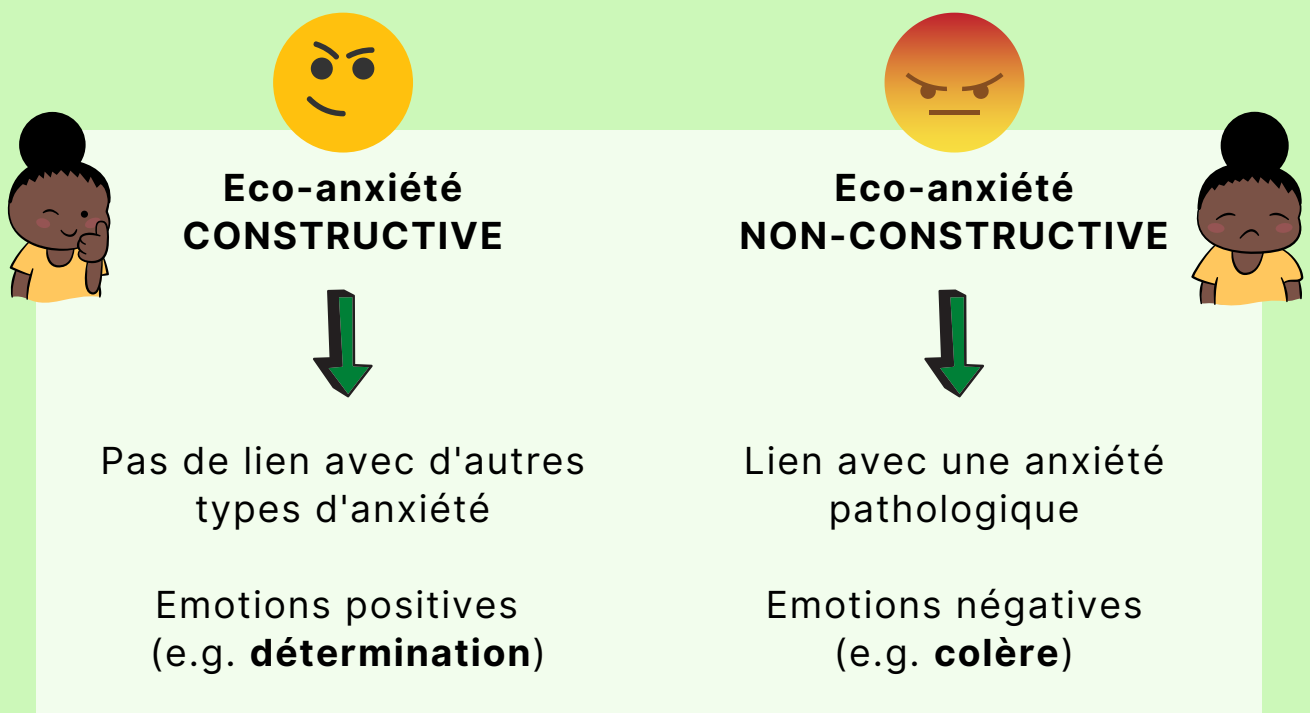 Eco-anxiété
CONSTRUCTIVE
Pas de lien avec d'autres
types d'anxiété
Emotions positives
(e.g. détermination)
Eco-anxiété
NON-CONSTRUCTIVE
Lien avec une anxiété
pathologique
Emotions négatives
(e.g. colère)